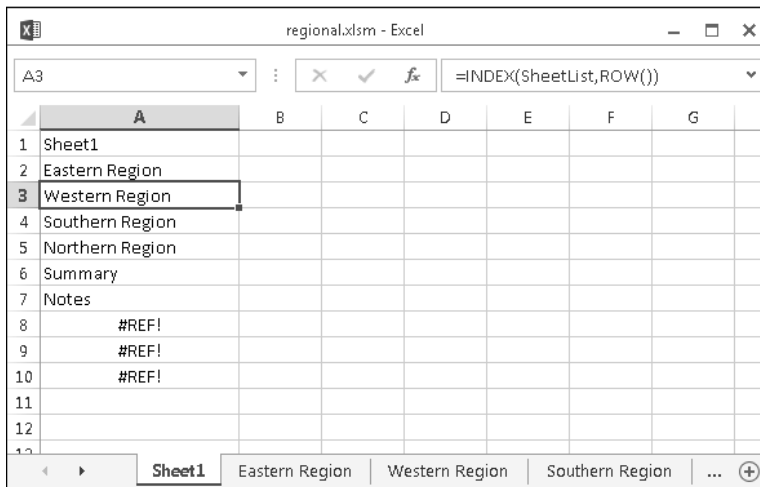 regional.xlsm - Excel
A3 fx =INDEX(SheetList,ROW())
A B C D E F G
1 Sheet1
2 Eastern Region
3 Western Region
4 Southern Region
5 Northern Region
6 Summary
7 Notes
8 #REF!
9 #REF!
10 #REF!
11
12
Sheet1 Eastern Region Western Region Southern Region ...